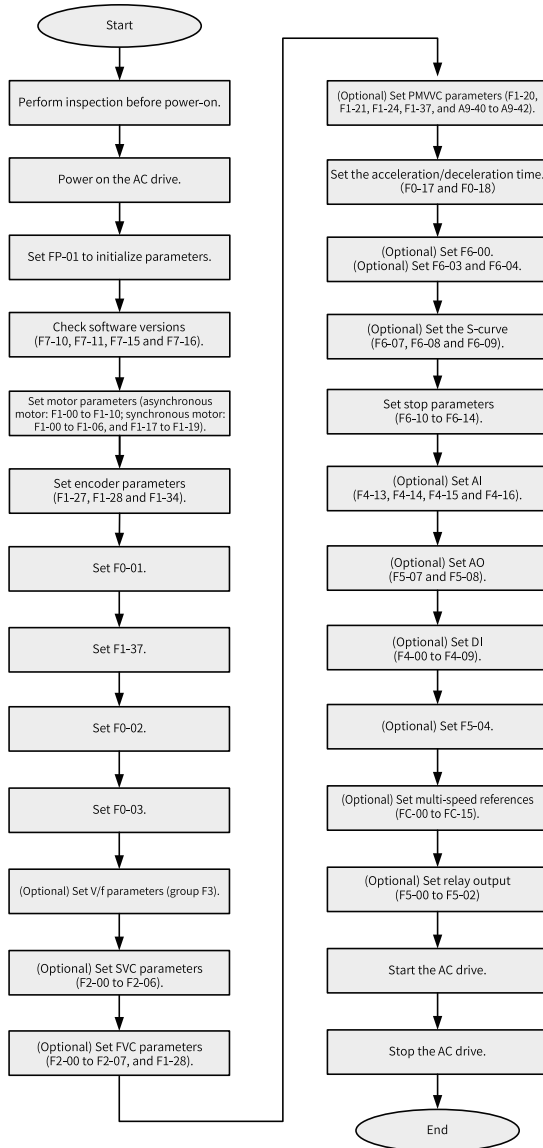 Start
Perform inspection before power-on.
Power on the AC drive.
Set FP-01 to initialize parameters.
Check software versions
(F7-10, F7-11, F7-15 and F7-16).
Set motor parameters (asynchronous
motor: F1-00 to F1-10; synchronous motor:
F1-00 to F1-06, and F1-17 to F1-19).
Set encoder parameters
(F1-27, F1-28 and F1-34).
Set F0-01.
Set F1-37.
Set F0-02.
Set F0-03.
(Optional) Set V/f parameters (group F3).
(Optional) Set SVC parameters
(F2-00 to F2-06).
(Optional) Set FVC parameters
(F2-00 to F2-07, and F1-28).
(Optional) Set PMVVC parameters (F1-20,
F1-21, F1-24, F1-37, and A9-40 to A9-42).
Set the acceleration/deceleration time.
(F0-17 and F0-18)
(Optional) Set F6-00.
(Optional) Set F6-03 and F6-04.
(Optional) Set the S-curve
(F6-07, F6-08 and F6-09).
Set stop parameters
(F6-10 to F6-14).
(Optional) Set AI
(F4-13, F4-14, F4-15 and F4-16).
(Optional) Set AO
(F5-07 and F5-08).
(Optional) Set DI
(F4-00 to F4-09).
(Optional) Set F5-04.
(Optional) Set multi-speed references
(FC-00 to FC-15).
(Optional) Set relay output
(F5-00 to F5-02)
Start the AC drive.
Stop the AC drive.
End